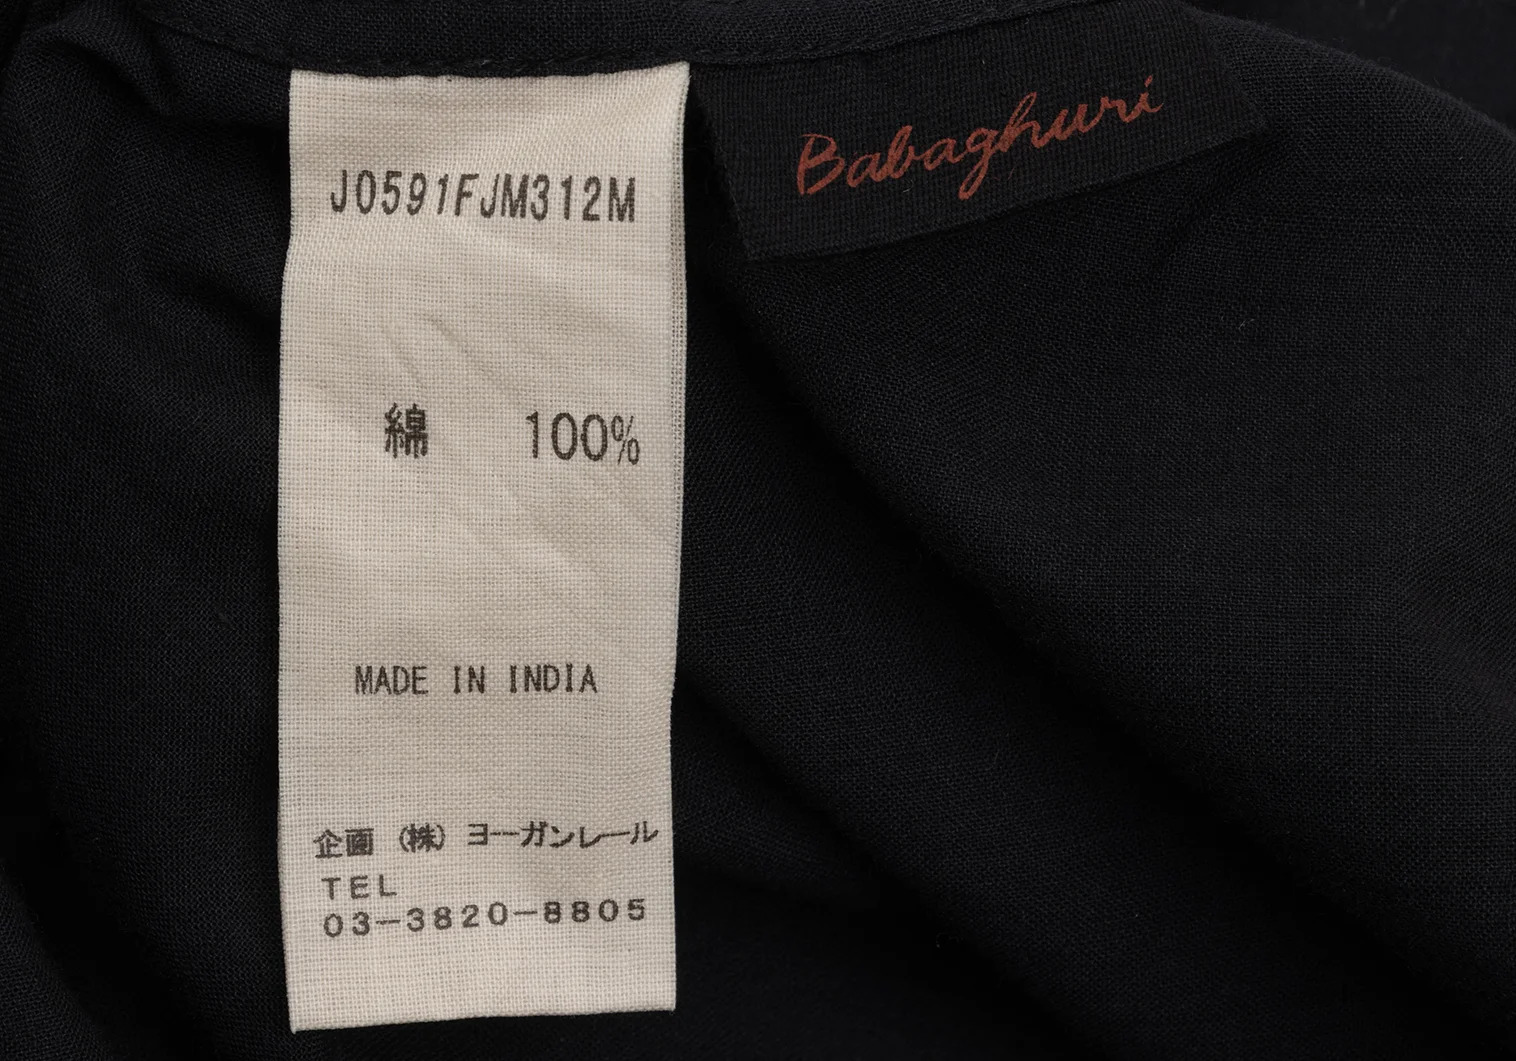 J0591FJM312M
綿 100%
MADE IN INDIA
企画 (株) ヨーガンレール
TEL
03-3820-8805
Babaghuri